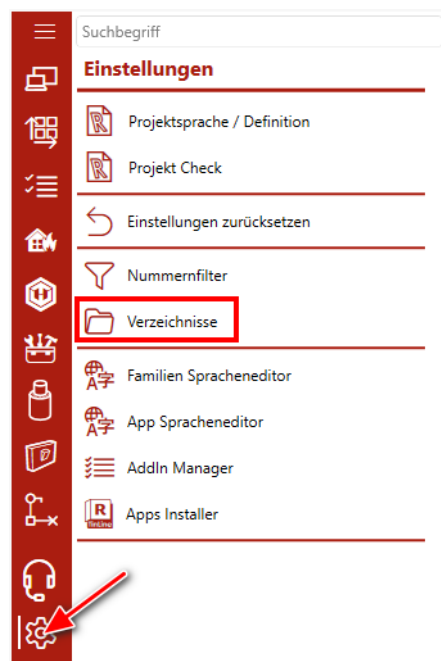 Suchbegriff
Einstellungen
Projektsprache / Definition
Projekt Check
Einstellungen zurücksetzen
Nummernfilter
Verzeichnisse
Familien Spracheneditor
App Spracheneditor
AddIn Manager
Apps Installer